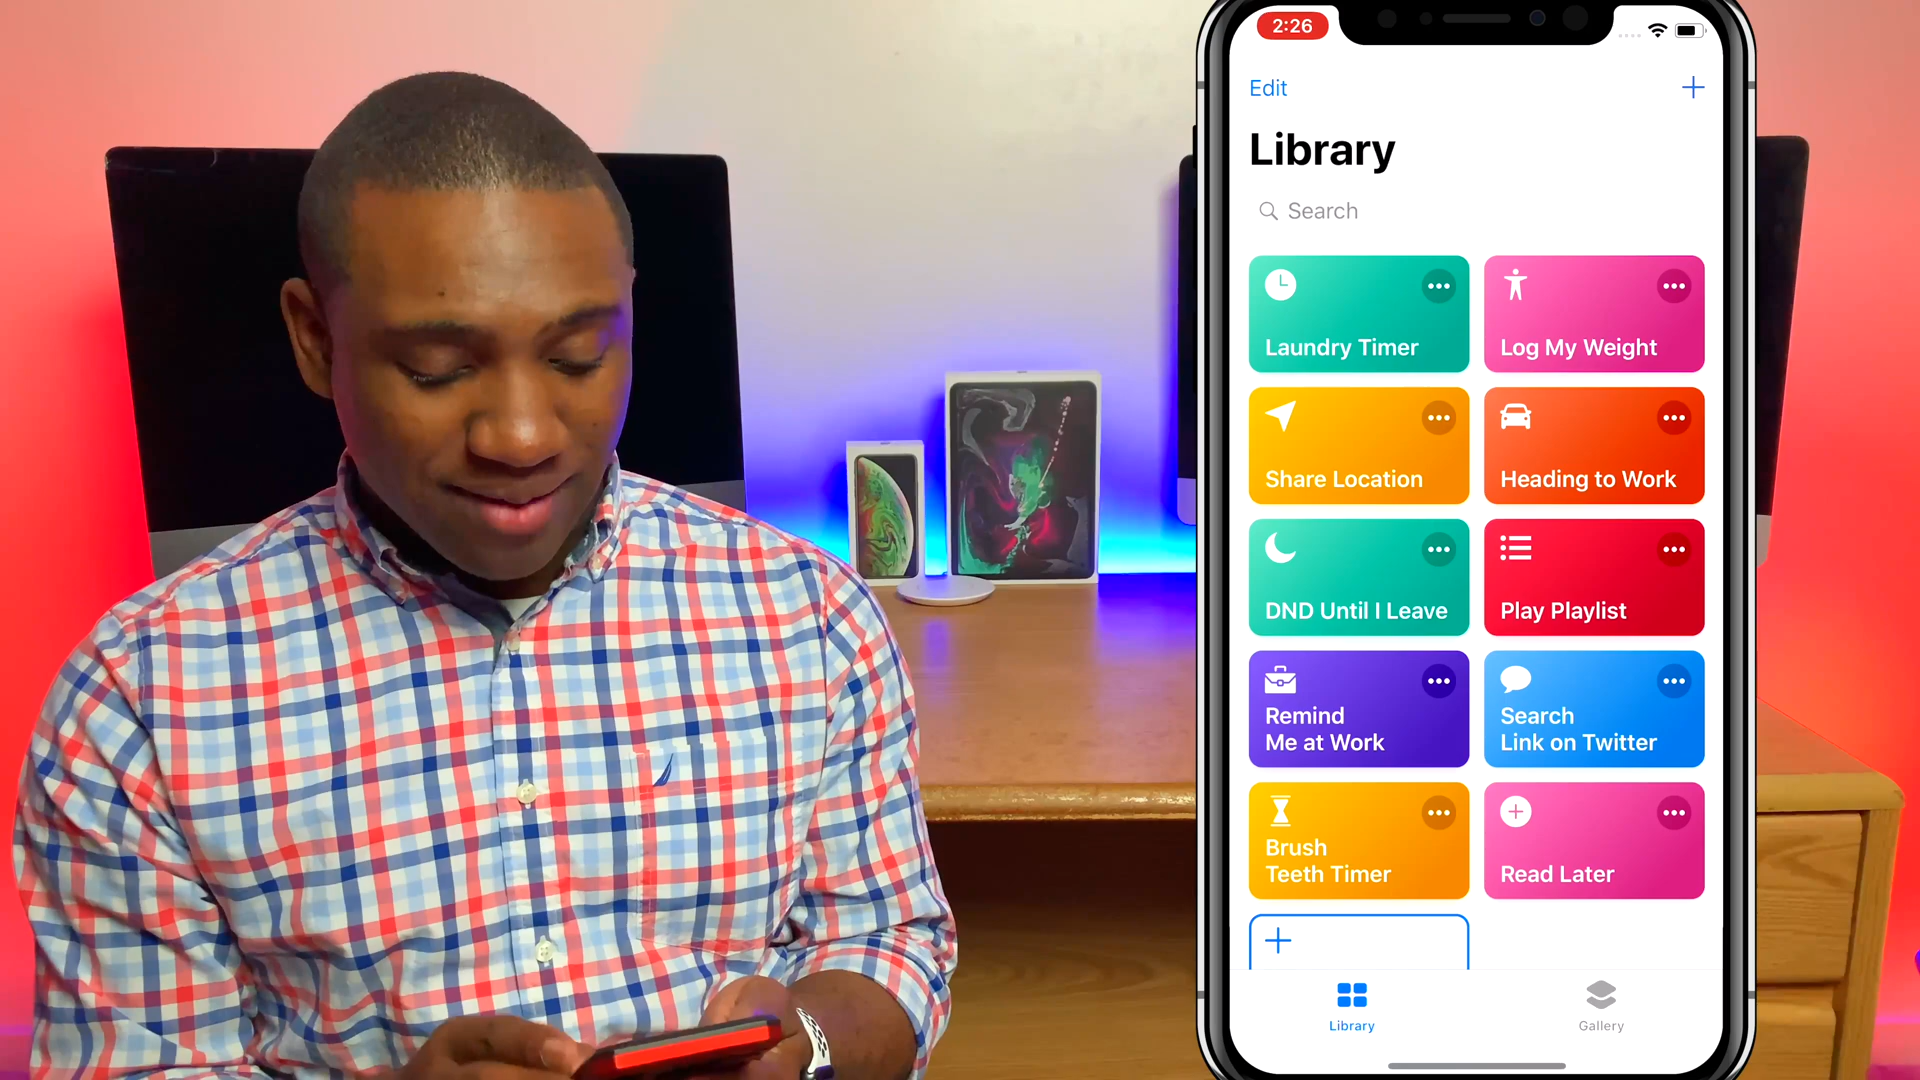 2:26
Edit
Library
Search
Laundry Timer
Log My Weight
Share Location
Heading to Work
DND Until I Leave
Play Playlist
Remind
Me at Work
Search
Link on Twitter
Brush
Teeth Timer
Read Later
Library
Gallery